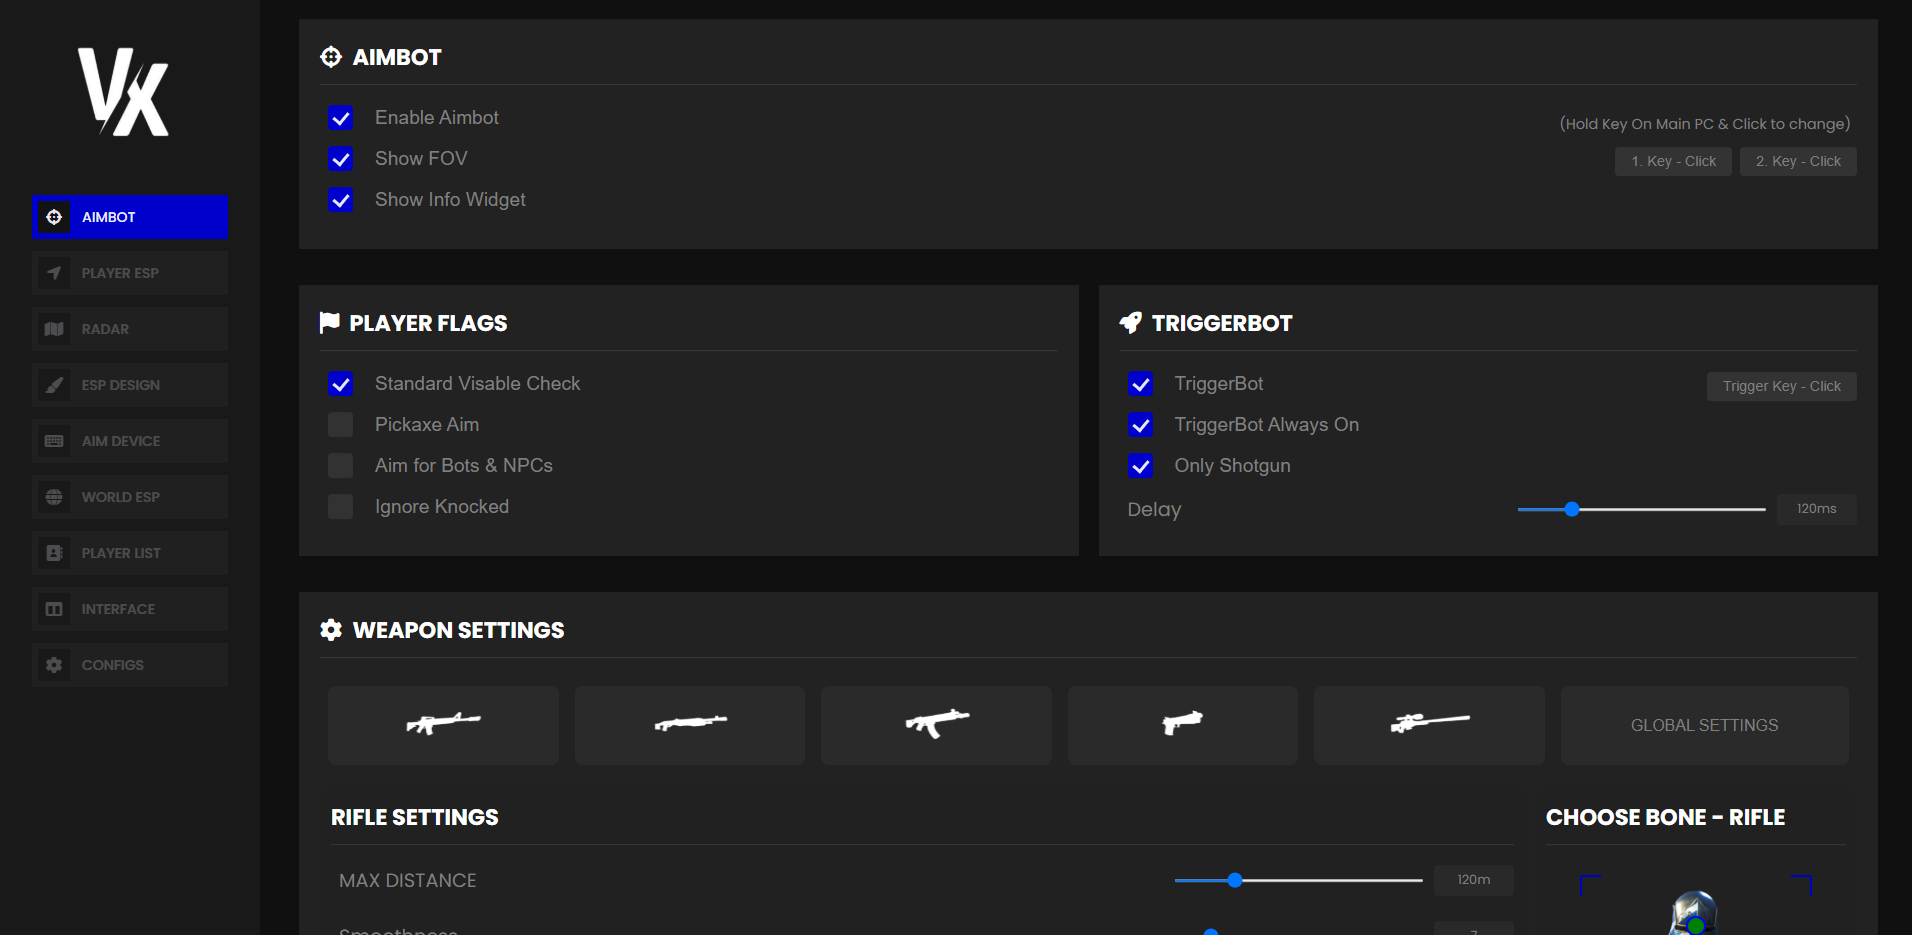 VX
AIMBOT
PLAYER ESP
RADAR
ESP DESIGN
AIM DEVICE
WORLD ESP
PLAYER LIST
INTERFACE
CONFIGS
AIMBOT
Enable Aimbot
Show FOV
Show Info Widget
(Hold Key On Main PC & Click to change)
1. Key - Click 2. Key - Click
PLAYER FLAGS
Standard Visable Check
Pickaxe Aim
Aim for Bots & NPCs
Ignore Knocked
TRIGGERBOT
TriggerBot
Trigger Key - Click
TriggerBot Always On
Only Shotgun
Delay 120ms
WEAPON SETTINGS
GLOBAL SETTINGS
RIFLE SETTINGS
MAX DISTANCE 120m
Smoothness 7
CHOOSE BONE - RIFLE